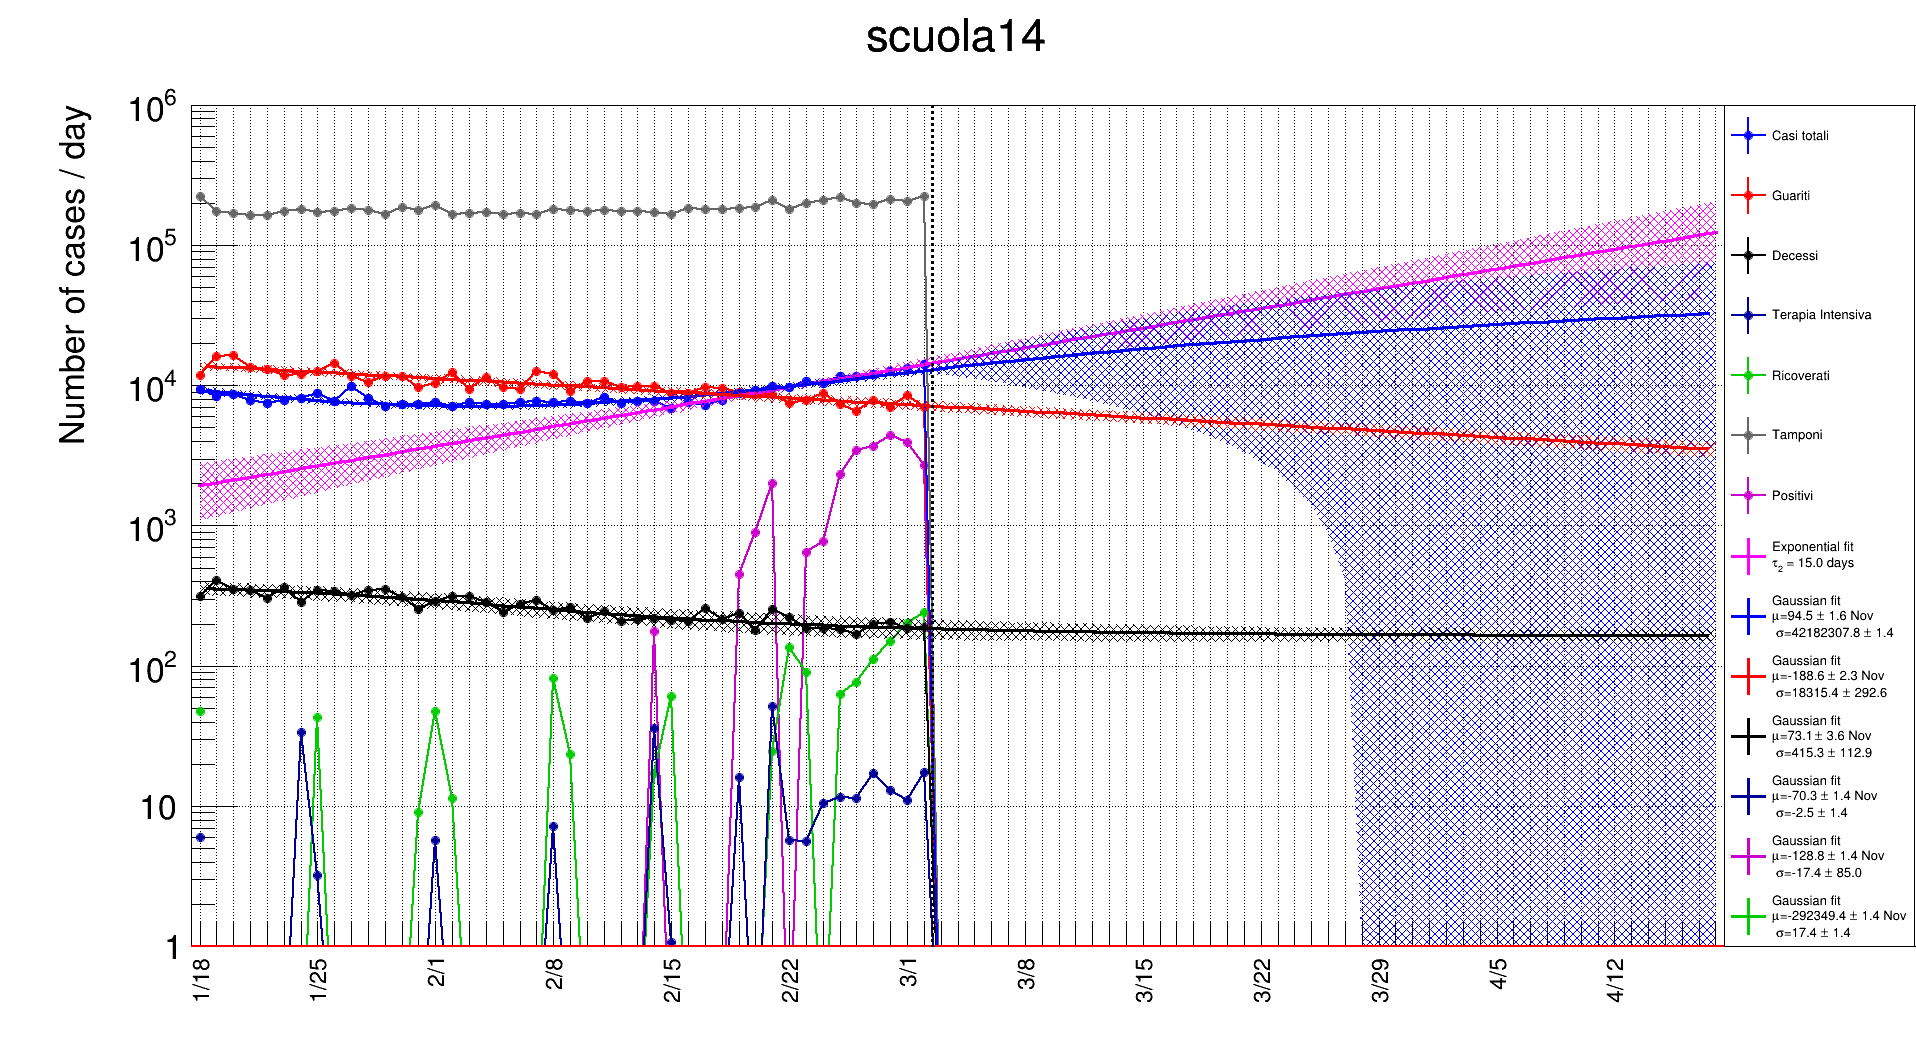 scuola14
Number of cases / day
10^6
10^5
10^4
10^3
10^2
10
1
1/18
1/25
2/1
2/8
2/15
2/22
3/1
3/8
3/15
3/22
3/29
4/5
4/12
Casi totali
Guariti
Decessi
Terapia Intensiva
Ricoverati
Tamponi
Positivi
Exponential fit
τ₂ = 15.0 days
Gaussian fit
μ=94.5 ± 1.6 Nov
σ=42182307.8 ± 1.4
Gaussian fit
μ=-188.6 ± 2.3 Nov
σ=18315.4 ± 292.6
Gaussian fit
μ=73.1 ± 3.6 Nov
σ=415.3 ± 112.9
Gaussian fit
μ=-70.3 ± 1.4 Nov
σ=-2.5 ± 1.4
Gaussian fit
μ=-128.8 ± 1.4 Nov
σ=-17.4 ± 85.0
Gaussian fit
μ=-292349.4 ± 1.4 Nov
σ=17.4 ± 1.4